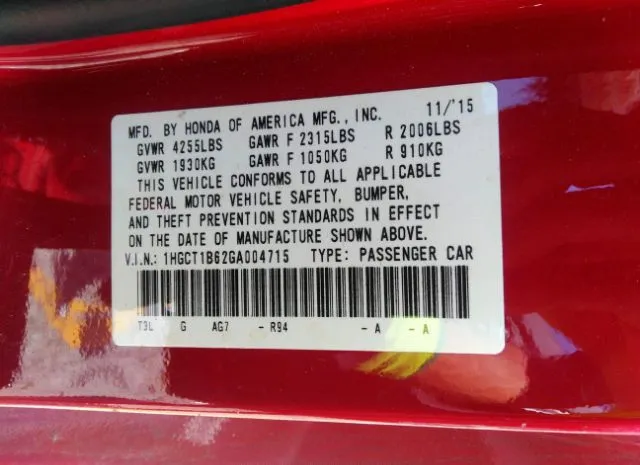 MFD. BY HONDA OF AMERICA MFG., INC. 11/'15
GVWR 4255LBS GAWR F 2315LBS R 2006LBS
GVWR 1930KG GAWR F 1050KG R 910KG
THIS VEHICLE CONFORMS TO ALL APPLICABLE
FEDERAL MOTOR VEHICLE SAFETY, BUMPER,
AND THEFT PREVENTION STANDARDS IN EFFECT
ON THE DATE OF MANUFACTURE SHOWN ABOVE.
V.I.N.: 1HGCT1B62GA004715 TYPE: PASSENGER CAR
T3L G AG7 - R94 - A - A